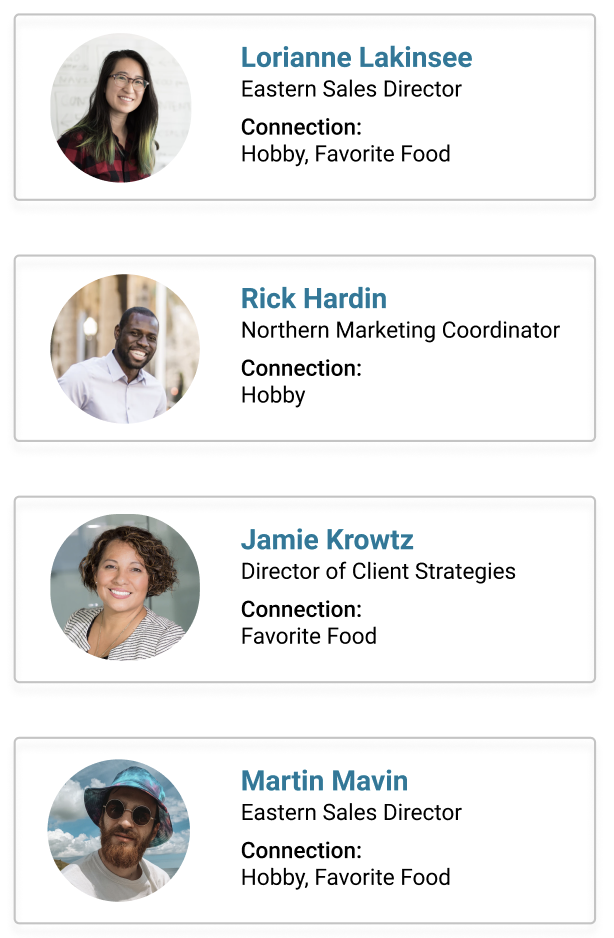 Lorianne Lakinsee
Eastern Sales Director
Connection:
Hobby, Favorite Food
Rick Hardin
Northern Marketing Coordinator
Connection:
Hobby
Jamie Krowtz
Director of Client Strategies
Connection:
Favorite Food
Martin Mavin
Eastern Sales Director
Connection:
Hobby, Favorite Food